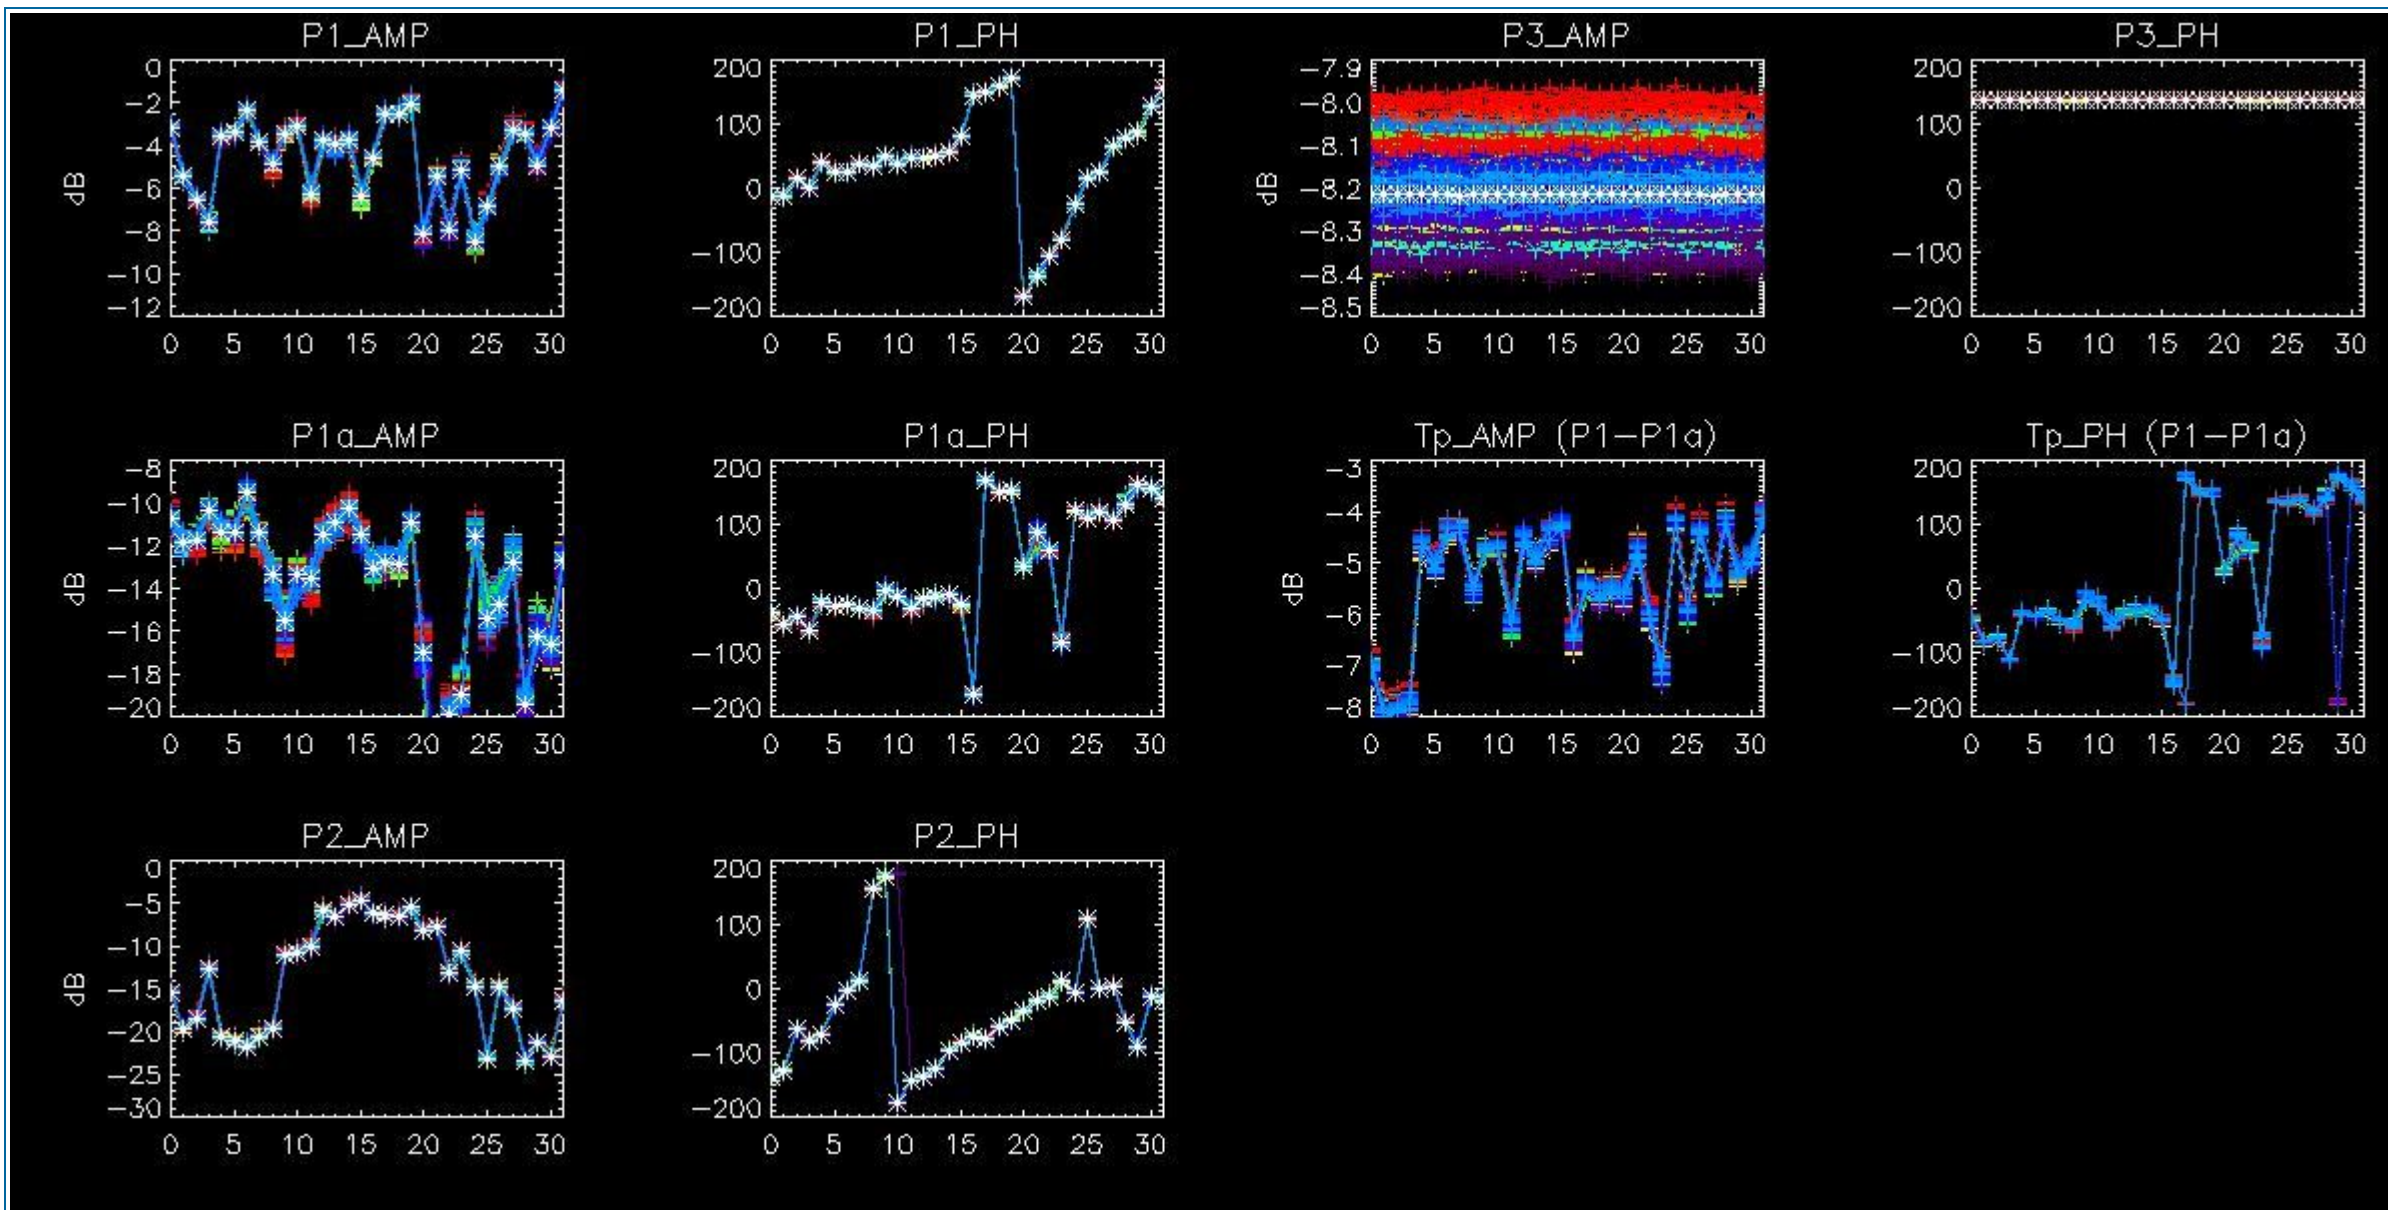 P1_AMP
0
−2
−4
−6
−8
−10
−12
dB
0 5 10 15 20 25 30
P1_PH
200
100
0
−100
−200
0 5 10 15 20 25 30
P3_AMP
−7.9
−8.0
−8.1
−8.2
−8.3
−8.4
−8.5
dB
0 5 10 15 20 25 30
P3_PH
200
100
0
−100
−200
0 5 10 15 20 25 30
P1a_AMP
−8
−10
−12
−14
−16
−18
−20
dB
0 5 10 15 20 25 30
P1a_PH
200
100
0
−100
−200
0 5 10 15 20 25 30
Tp_AMP (P1−P1a)
−3
−4
−5
−6
−7
−8
dB
0 5 10 15 20 25 30
Tp_PH (P1−P1a)
200
100
0
−100
−200
0 5 10 15 20 25 30
P2_AMP
0
−5
−10
−15
−20
−25
−30
dB
0 5 10 15 20 25 30
P2_PH
200
100
0
−100
−200
0 5 10 15 20 25 30